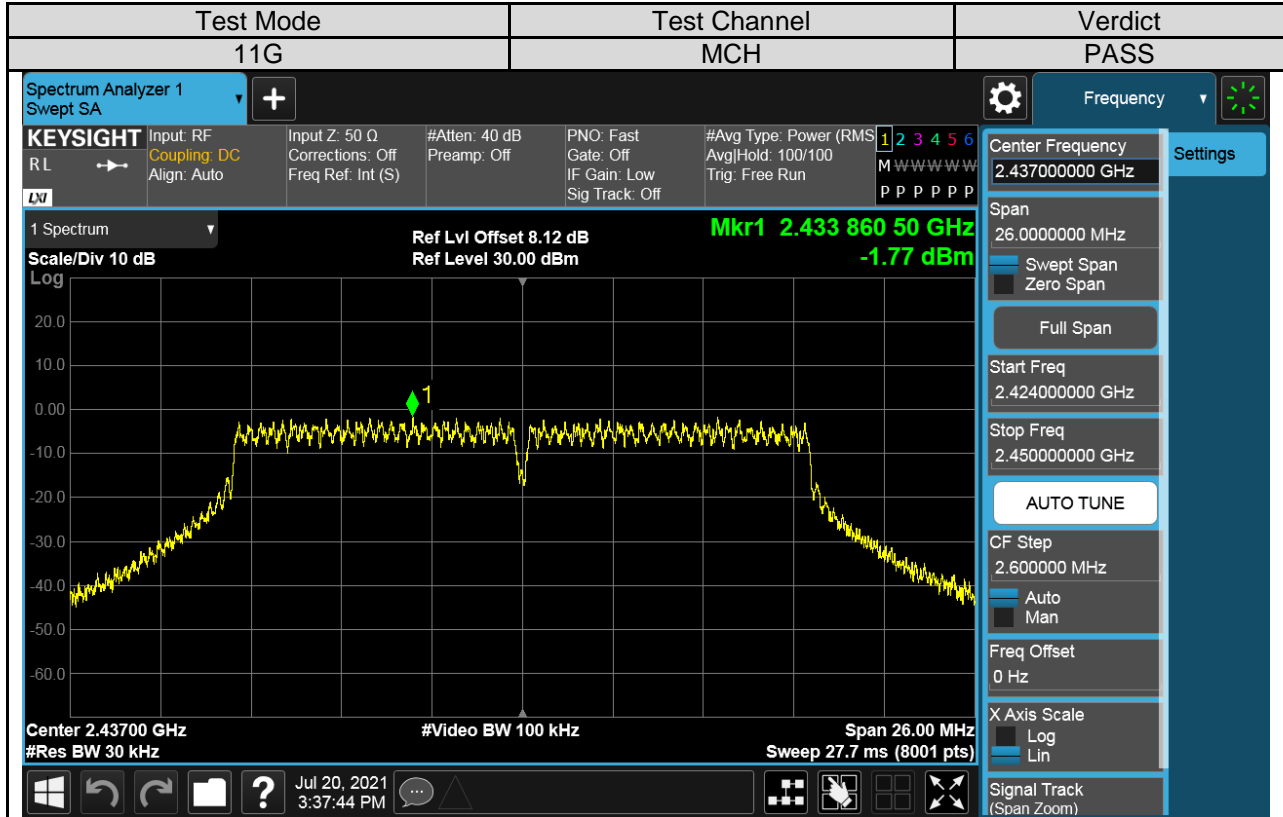 Test Mode Test Channel Verdict
11G MCH PASS
Spectrum Analyzer 1
Swept SA
+
Frequency
KEYSIGHT
R L
LXI
Input: RF
Coupling: DC
Align: Auto
Input Z: 50 Ω
Corrections: Off
Freq Ref: Int (S)
#Atten: 40 dB
Preamp: Off
PNO: Fast
Gate: Off
IF Gain: Low
Sig Track: Off
#Avg Type: Power (RMS
Avg|Hold: 100/100
Trig: Free Run
1 2 3 4 5 6
M W W W W W
P P P P P P
1 Spectrum
Scale/Div 10 dB
Ref Lvl Offset 8.12 dB
Ref Level 30.00 dBm
Mkr1 2.433 860 50 GHz
-1.77 dBm
Log
20.0
10.0
0.00
-10.0
-20.0
-30.0
-40.0
-50.0
-60.0
1
Center 2.43700 GHz
#Res BW 30 kHz
#Video BW 100 kHz
Span 26.00 MHz
Sweep 27.7 ms (8001 pts)
Center Frequency
2.437000000 GHz
Settings
Span
26.0000000 MHz
Swept Span
Zero Span
Full Span
Start Freq
2.424000000 GHz
Stop Freq
2.450000000 GHz
AUTO TUNE
CF Step
2.600000 MHz
Auto
Man
Freq Offset
0 Hz
X Axis Scale
Log
Lin
Signal Track
(Span Zoom)
?
Jul 20, 2021
3:37:44 PM